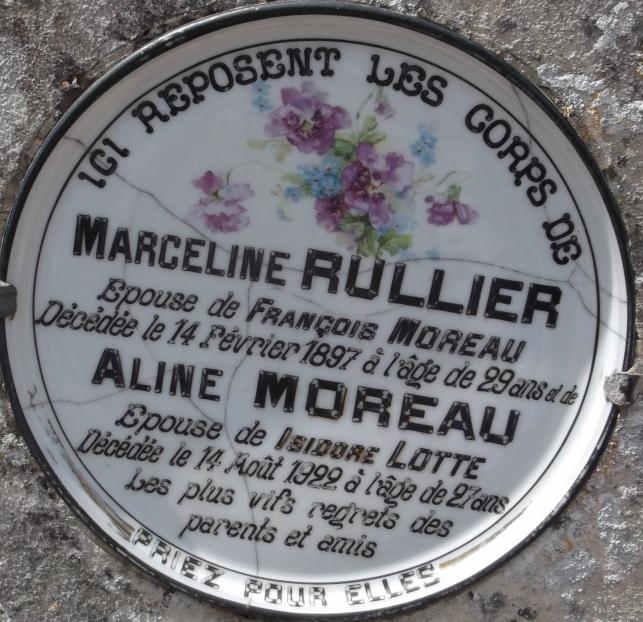 ICI REPOSENT LES CORPS DE
MARCELINE RULLIER
Epouse de FRANÇOIS MOREAU
Décédée le 14 Février 1897 à l'âge de 29 ans et de
ALINE MOREAU
Epouse de ISIDORE LOTTE
Décédée le 14 Août 1922 à l'âge de 27 ans
Les plus vifs regrets des
parents et amis
PRIEZ POUR ELLES